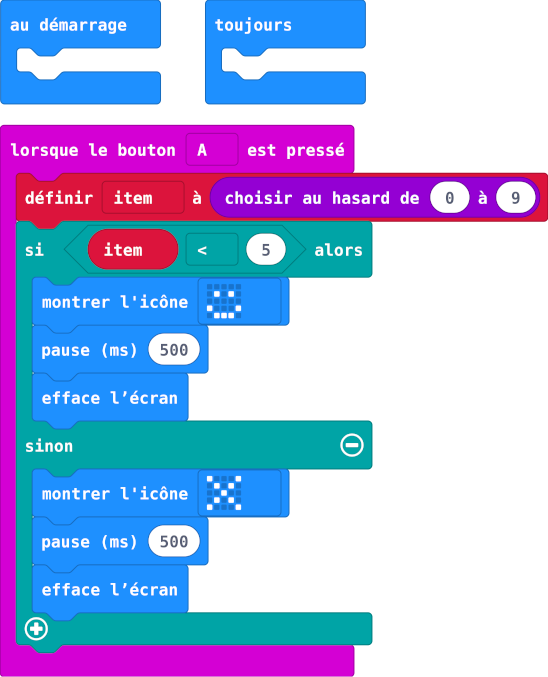 au démarrage
toujours
lorsque le bouton A est pressé
définir item à choisir au hasard de 0 à 9
si item < 5 alors
montrer l'icône
pause (ms) 500
efface l’écran
sinon
montrer l'icône
pause (ms) 500
efface l’écran